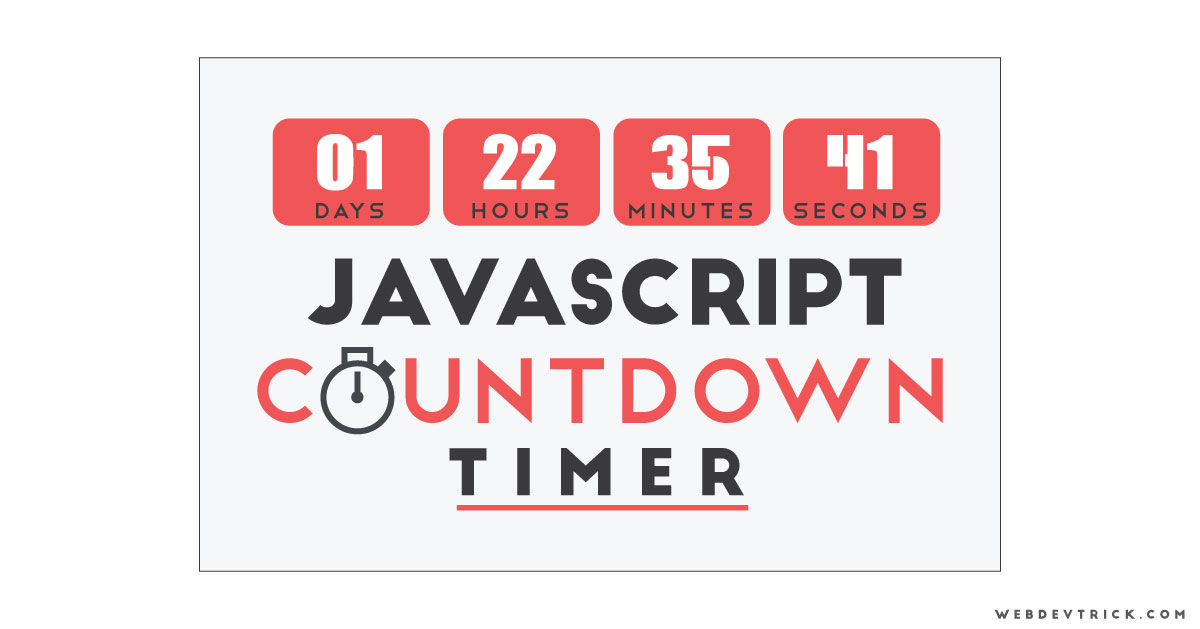 01 22 35 41
DAYS HOURS MINUTES SECONDS
JAVASCRIPT
COUNTDOWN
TIMER
WEBDEVTRICK.COM